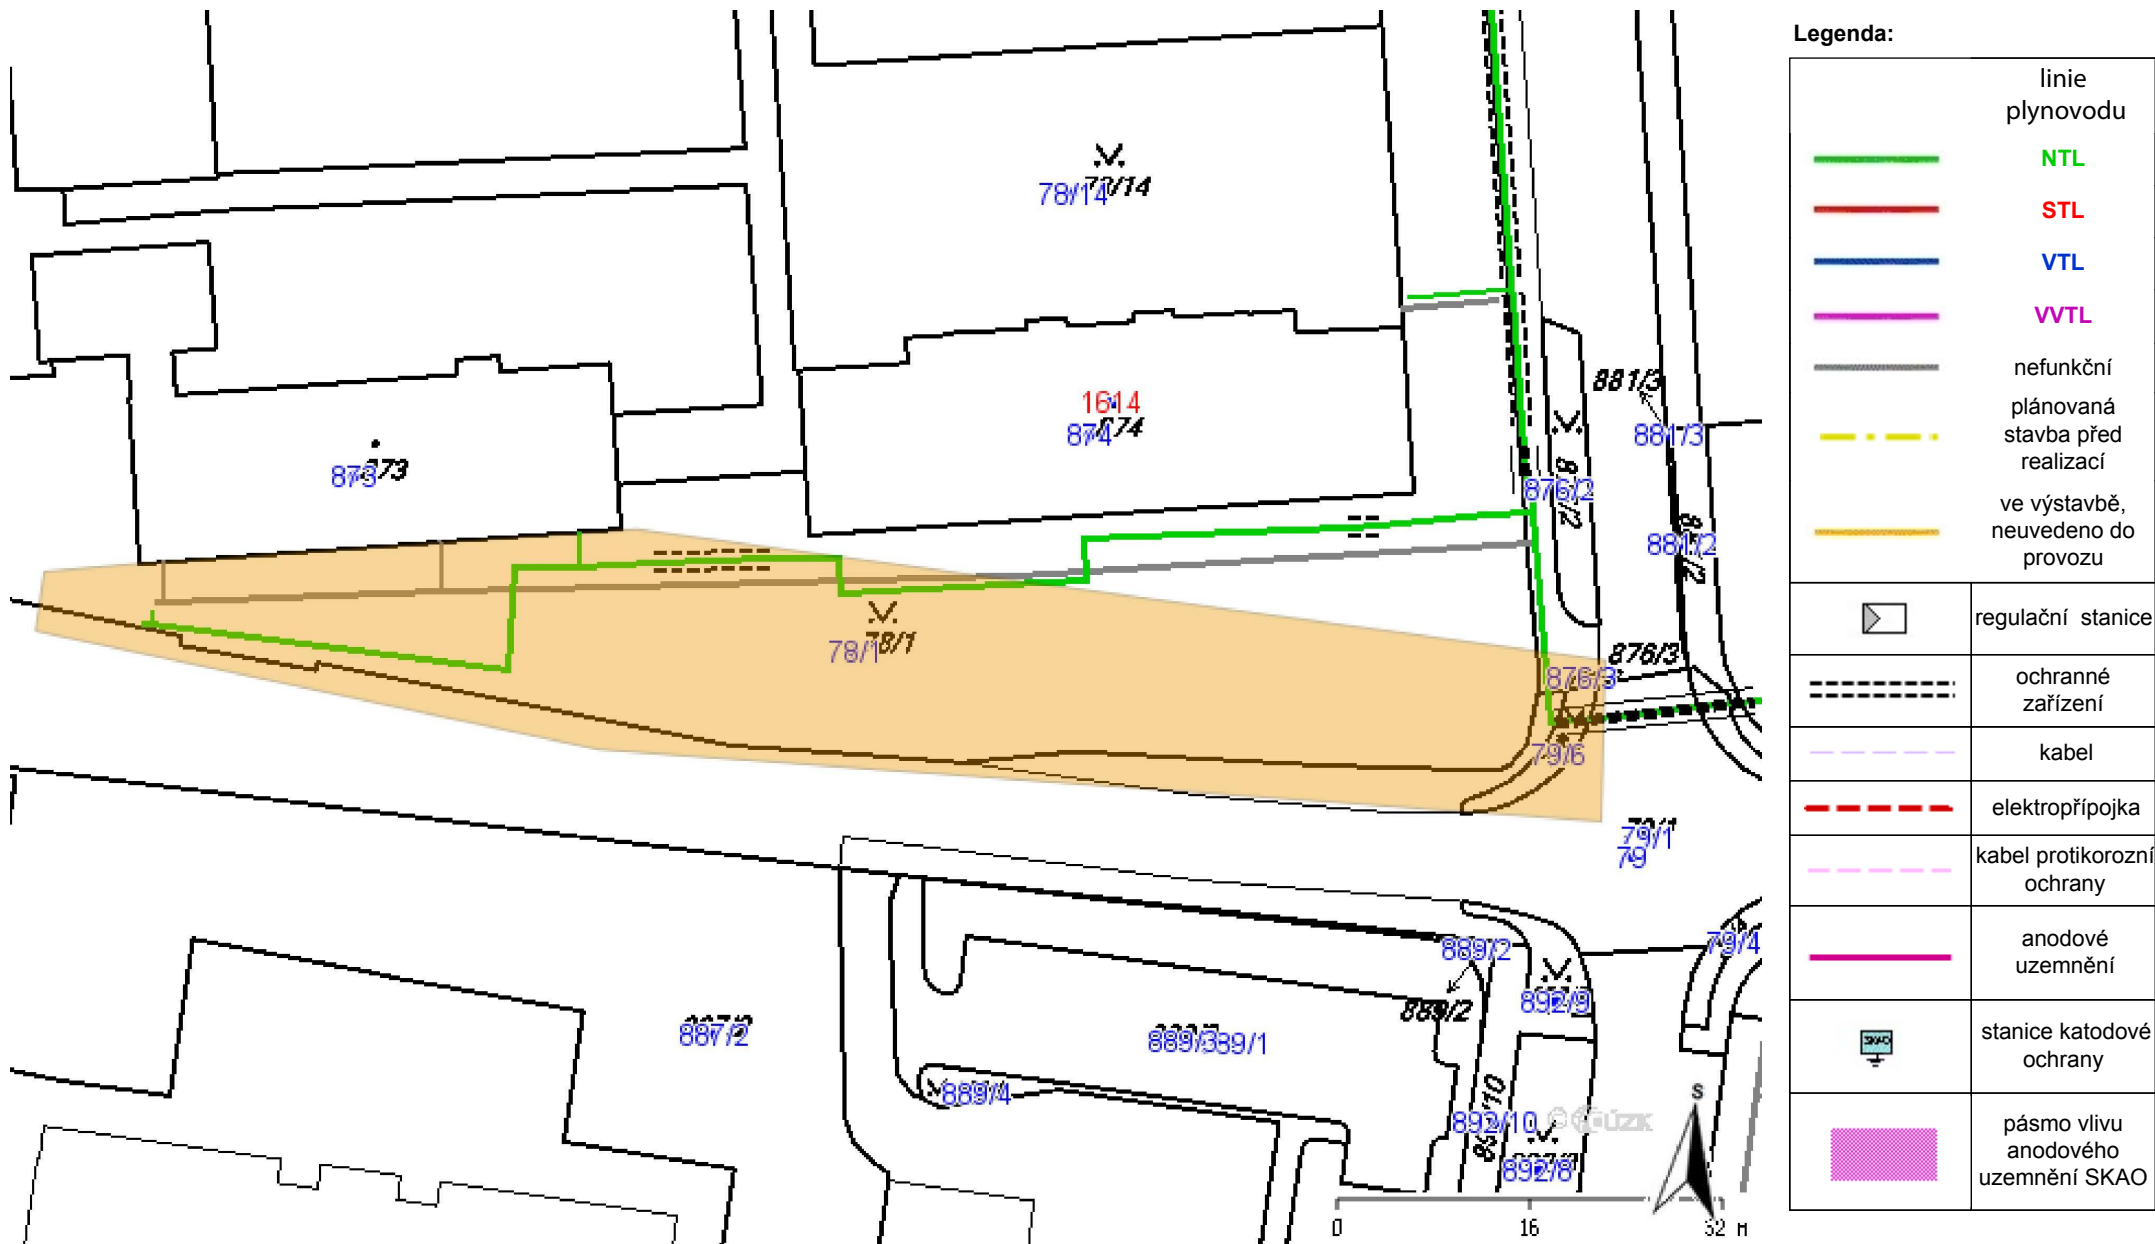 Legenda:
linie
plynovodu
NTL
STL
VTL
VVTL
nefunkční
plánovaná
stavba před
realizací
ve výstavbě,
neuvedeno do
provozu
regulační stanice
ochranné
zařízení
kabel
elektropřípojka
kabel protikorozní
ochrany
anodové
uzemnění
stanice katodové
ochrany
pásmo vlivu
anodového
uzemnění SKAO
78/14
1614
874
873
881/3
881/3
876/2
881/2
78/1
78/1
876/3
876/3
79/6
79/1
79
79/4
889/2
889/2
892/9
887/2
889/3
889/1
889/4
892/10
892/8
S
0 16 32 M